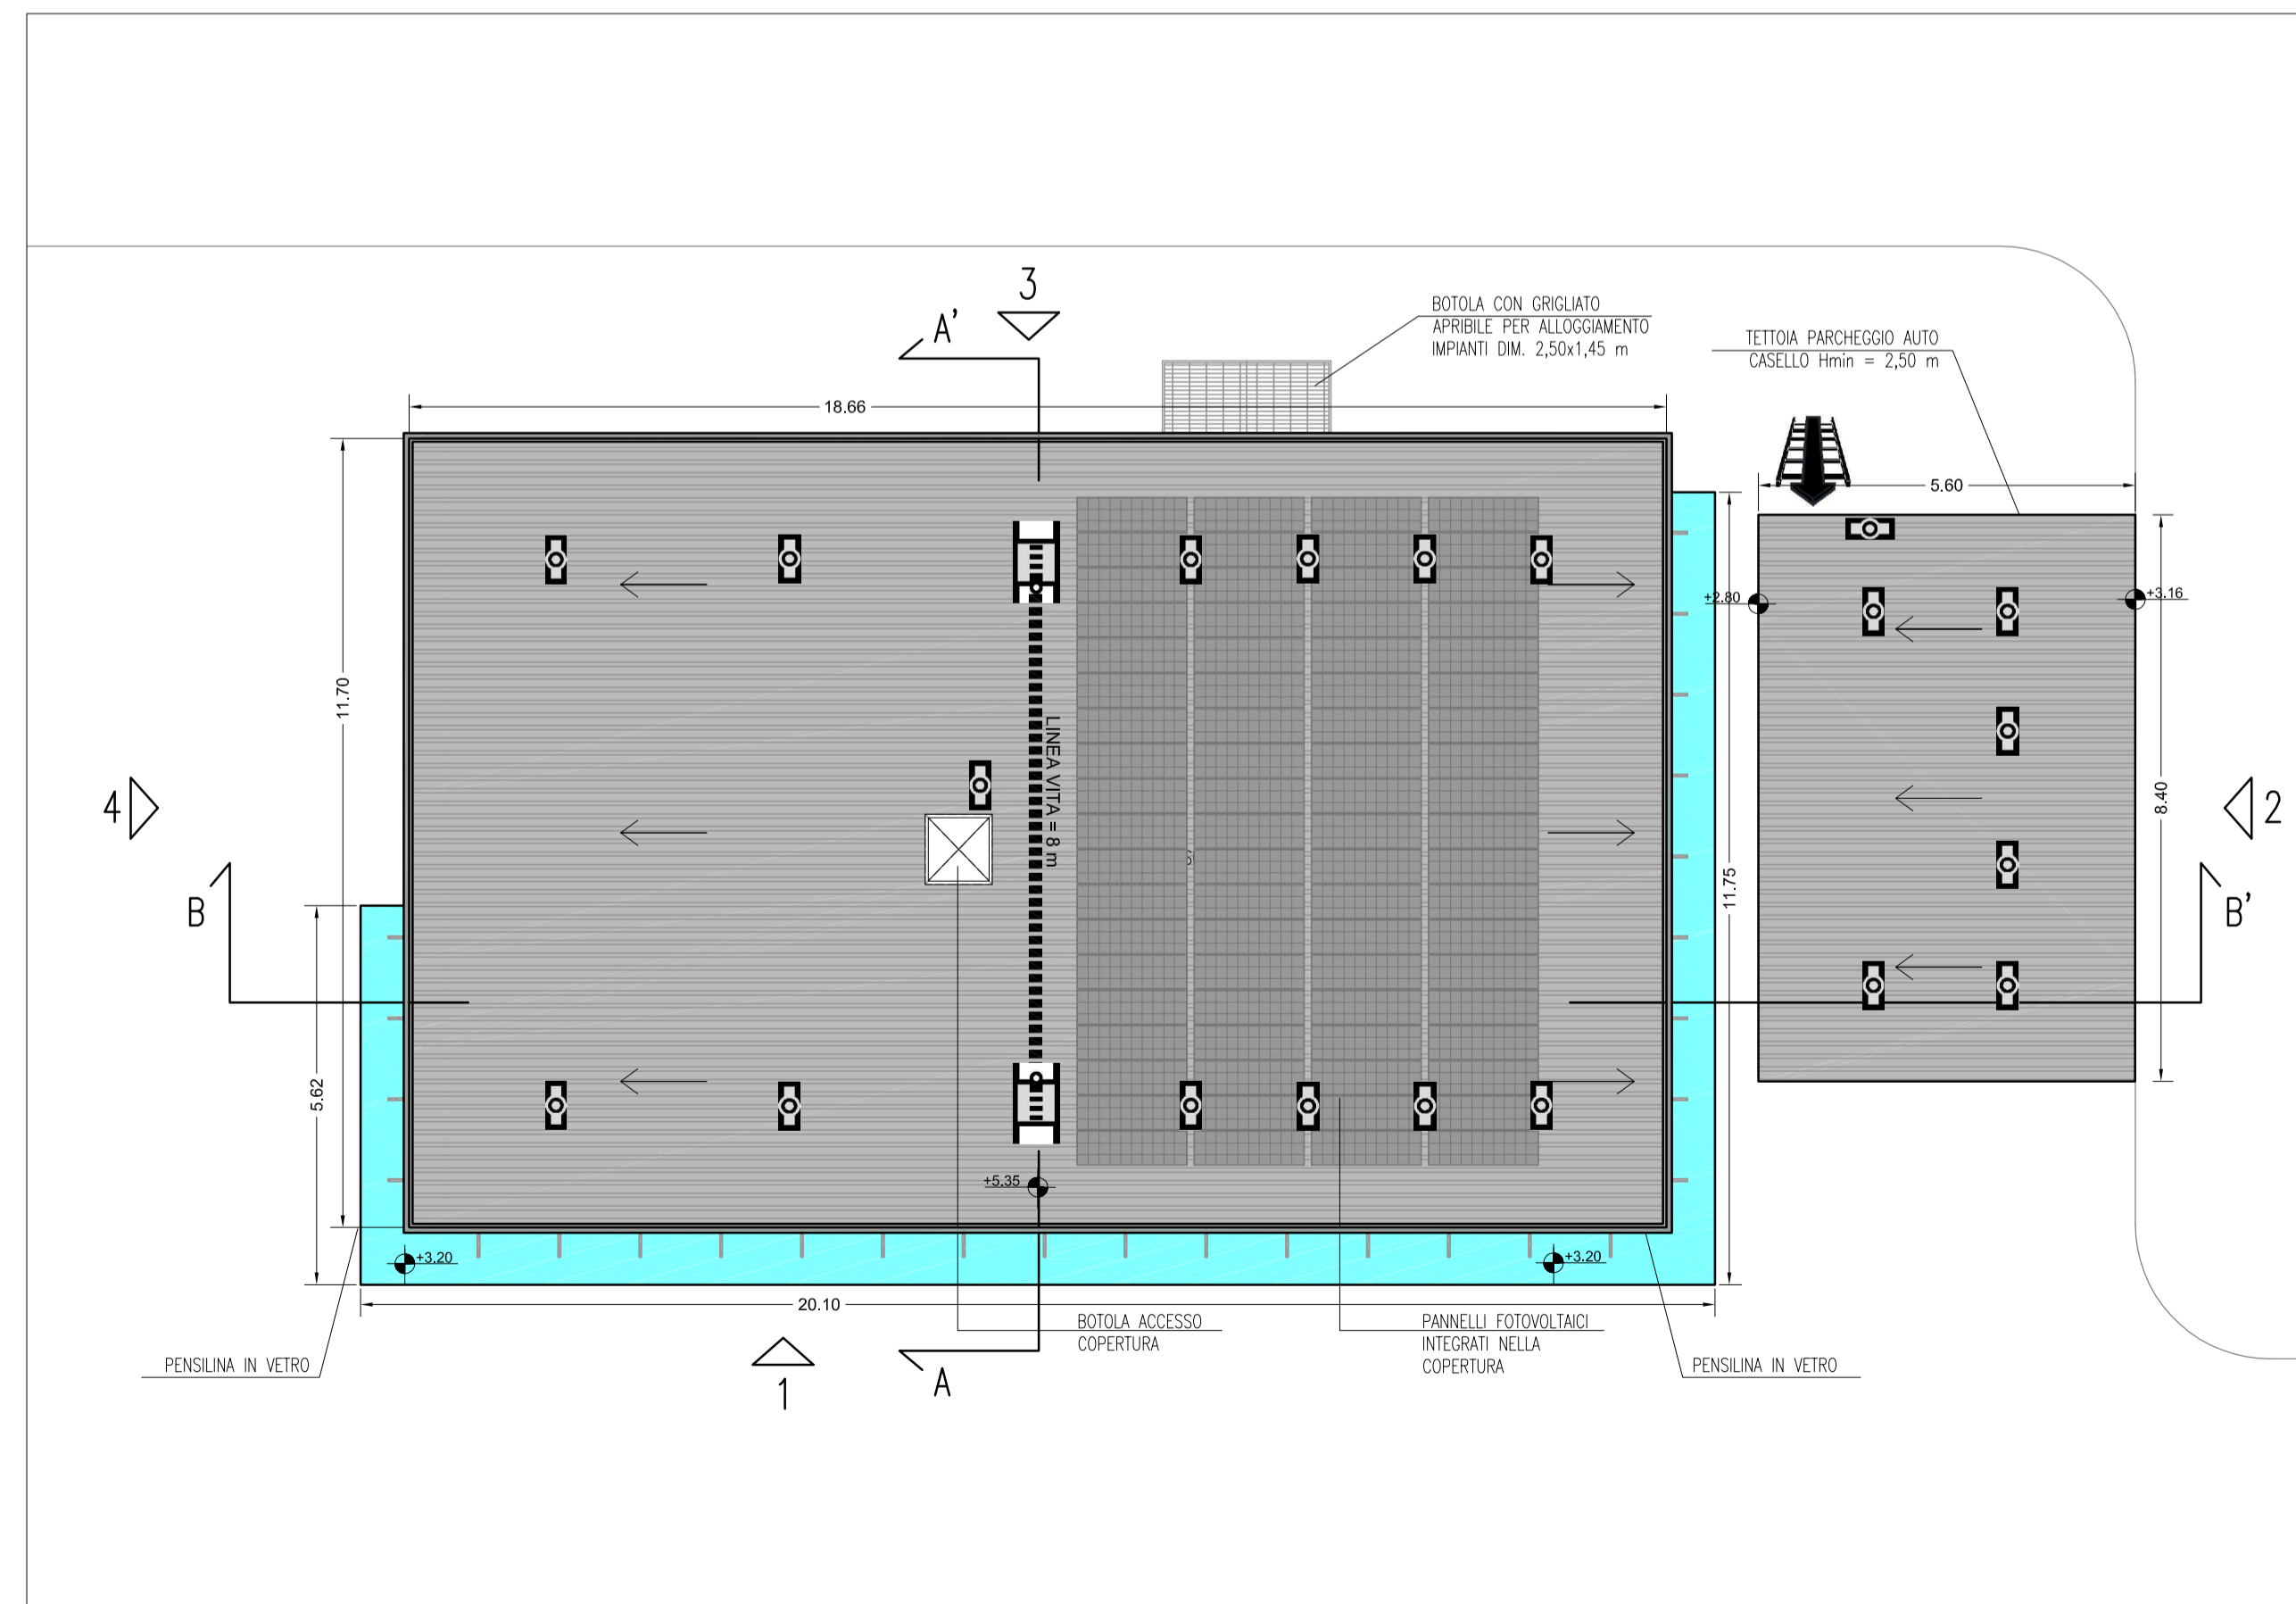 3
A'
BOTOLA CON GRIGLIATO
APRIBILE PER ALLOGGIAMENTO
IMPIANTI DIM. 2,50x1,45 m
TETTOIA PARCHEGGIO AUTO
CASELLO Hmin = 2,50 m
18.66
5.60
+2.80
+3.16
11.70
LINEA VITA = 8 m
4
8.40
2
11.75
B
B'
5.62
+5.35
+3.20
+3.20
20.10
BOTOLA ACCESSO
COPERTURA
PANNELLI FOTOVOLTAICI
INTEGRATI NELLA
COPERTURA
PENSILINA IN VETRO
PENSILINA IN VETRO
1
A